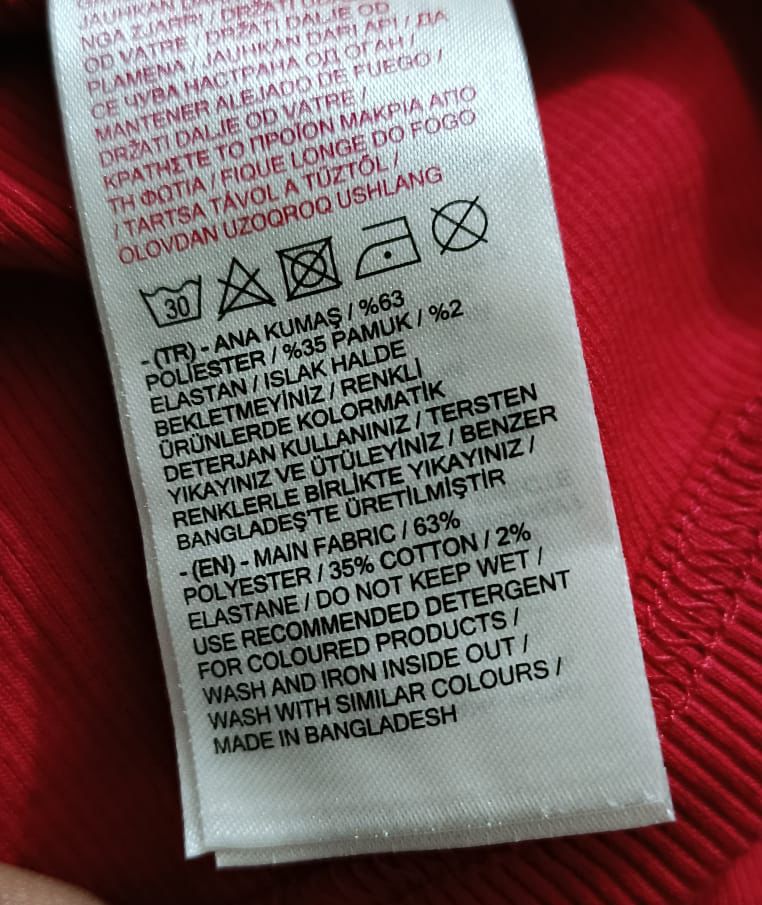 JAUHKAN DA
NGA ZJARRI / DRŽATI DALJE OD
OD VATRE / DRŽATI DALJE OD
PLAMENA / JAUHKAN DARI API / ДА
СЕ ЧУВА НАСТРАНА ОД ОГАН /
MANTENER ALEJADO DE FUEGO /
DRŽATI DALJE OD VATRE /
ΚΡΑΤΗΣΤΕ ΤΟ ΠΡΟΪΟΝ ΜΑΚΡΙΑ ΑΠΟ
ΤΗ ΦΩΤΙΑ / FIQUE LONGE DO FOGO
/ TARTSA TÁVOL A TŰZTŐL /
OLOVDAN UZOQROQ USHLANG
30
- (TR) - ANA KUMAŞ / %63
POLİESTER / %35 PAMUK / %2
ELASTAN / ISLAK HALDE
BEKLETMEYİNİZ / RENKLİ
ÜRÜNLERDE KOLORMATİK
DETERJAN KULLANINIZ / TERSTEN
YIKAYINIZ VE ÜTÜLEYİNİZ / BENZER
RENKLERLE BİRLİKTE YIKAYINIZ /
BANGLADEŞ'TE ÜRETİLMİŞTİR
- (EN) - MAIN FABRIC / 63%
POLYESTER / 35% COTTON / 2%
ELASTANE / DO NOT KEEP WET /
USE RECOMMENDED DETERGENT
FOR COLOURED PRODUCTS /
WASH AND IRON INSIDE OUT /
WASH WITH SIMILAR COLOURS /
MADE IN BANGLADESH